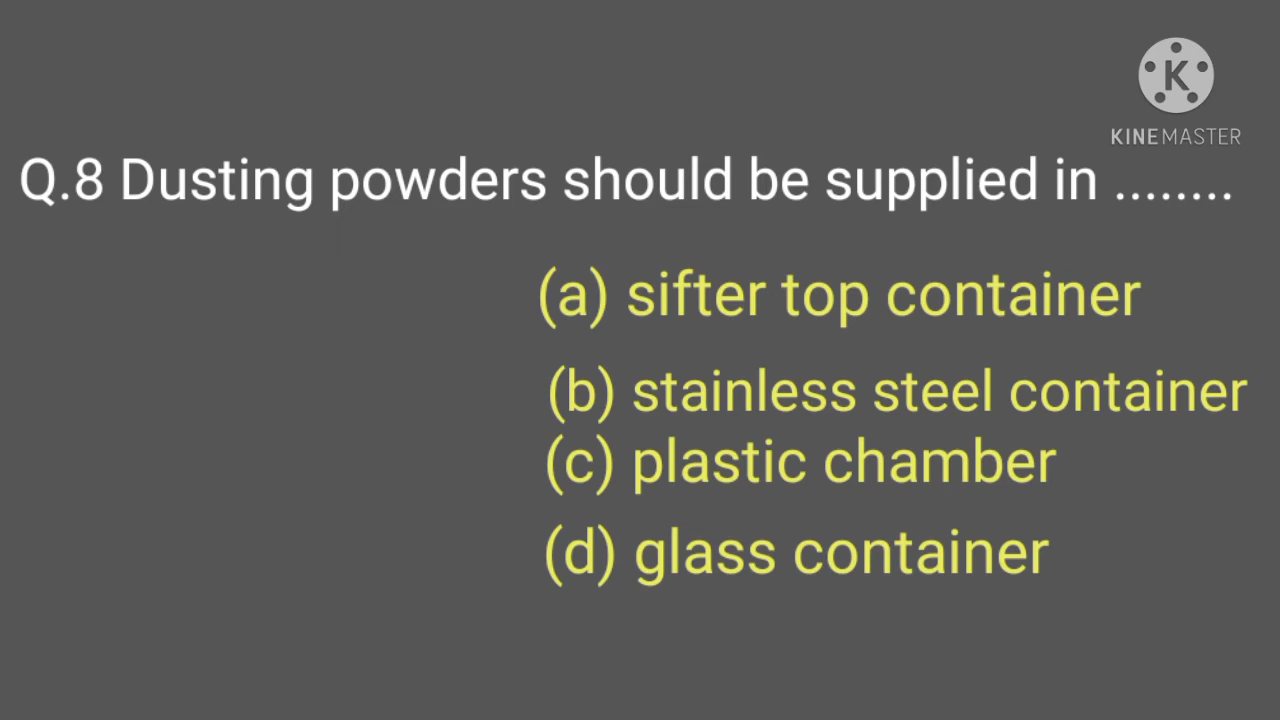 K
KINEMASTER
Q.8 Dusting powders should be supplied in ........
(a) sifter top container
(b) stainless steel container
(c) plastic chamber
(d) glass container